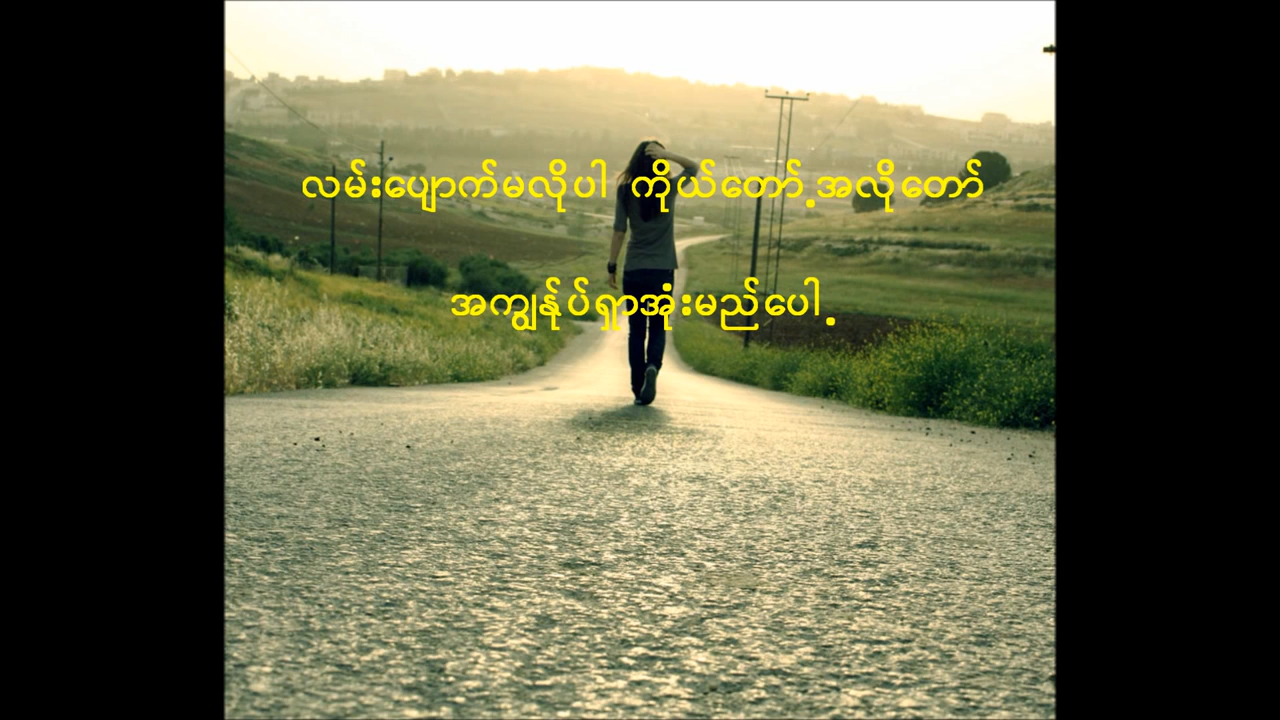 လမ်းပျောက်မလိုပါ ကိုယ်တော့်အလိုတော်
အကျွန်ုပ်ရှာအုံးမည်ပေါ့